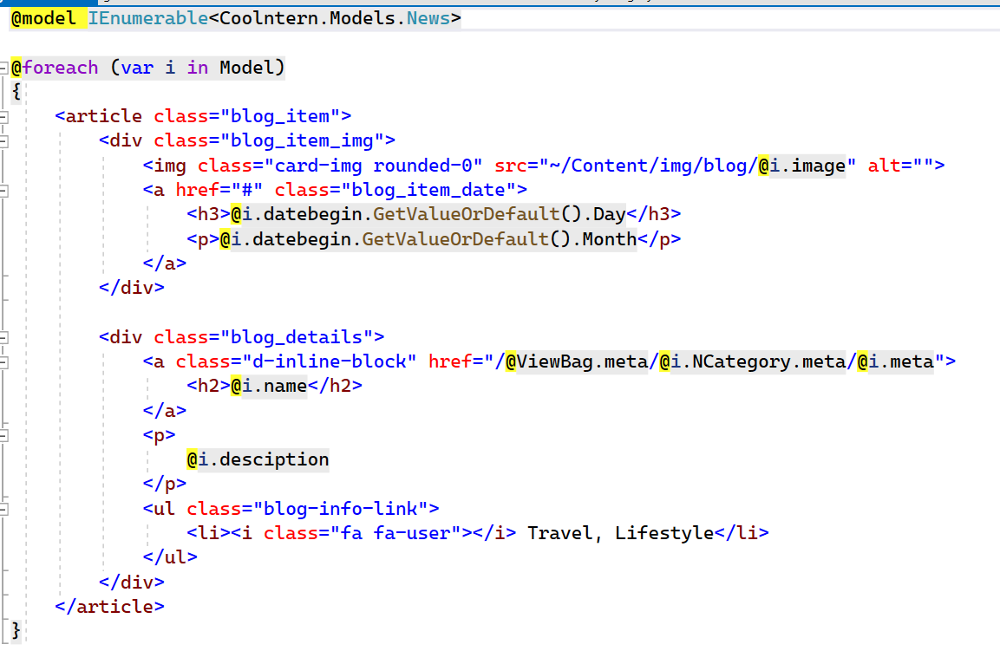 @model IEnumerable<Coolntern.Models.News>
@foreach (var i in Model)
{
<article class="blog_item">
<div class="blog_item_img">
<img class="card-img rounded-0" src="~/Content/img/blog/@i.image" alt="">
<a href="#" class="blog_item_date">
<h3>@i.datebegin.GetValueOrDefault().Day</h3>
<p>@i.datebegin.GetValueOrDefault().Month</p>
</a>
</div>
<div class="blog_details">
<a class="d-inline-block" href="/@ViewBag.meta/@i.NCategory.meta/@i.meta">
<h2>@i.name</h2>
</a>
<p>
@i.desciption
</p>
<ul class="blog-info-link">
<li><i class="fa fa-user"></i> Travel, Lifestyle</li>
</ul>
</div>
</article>
}